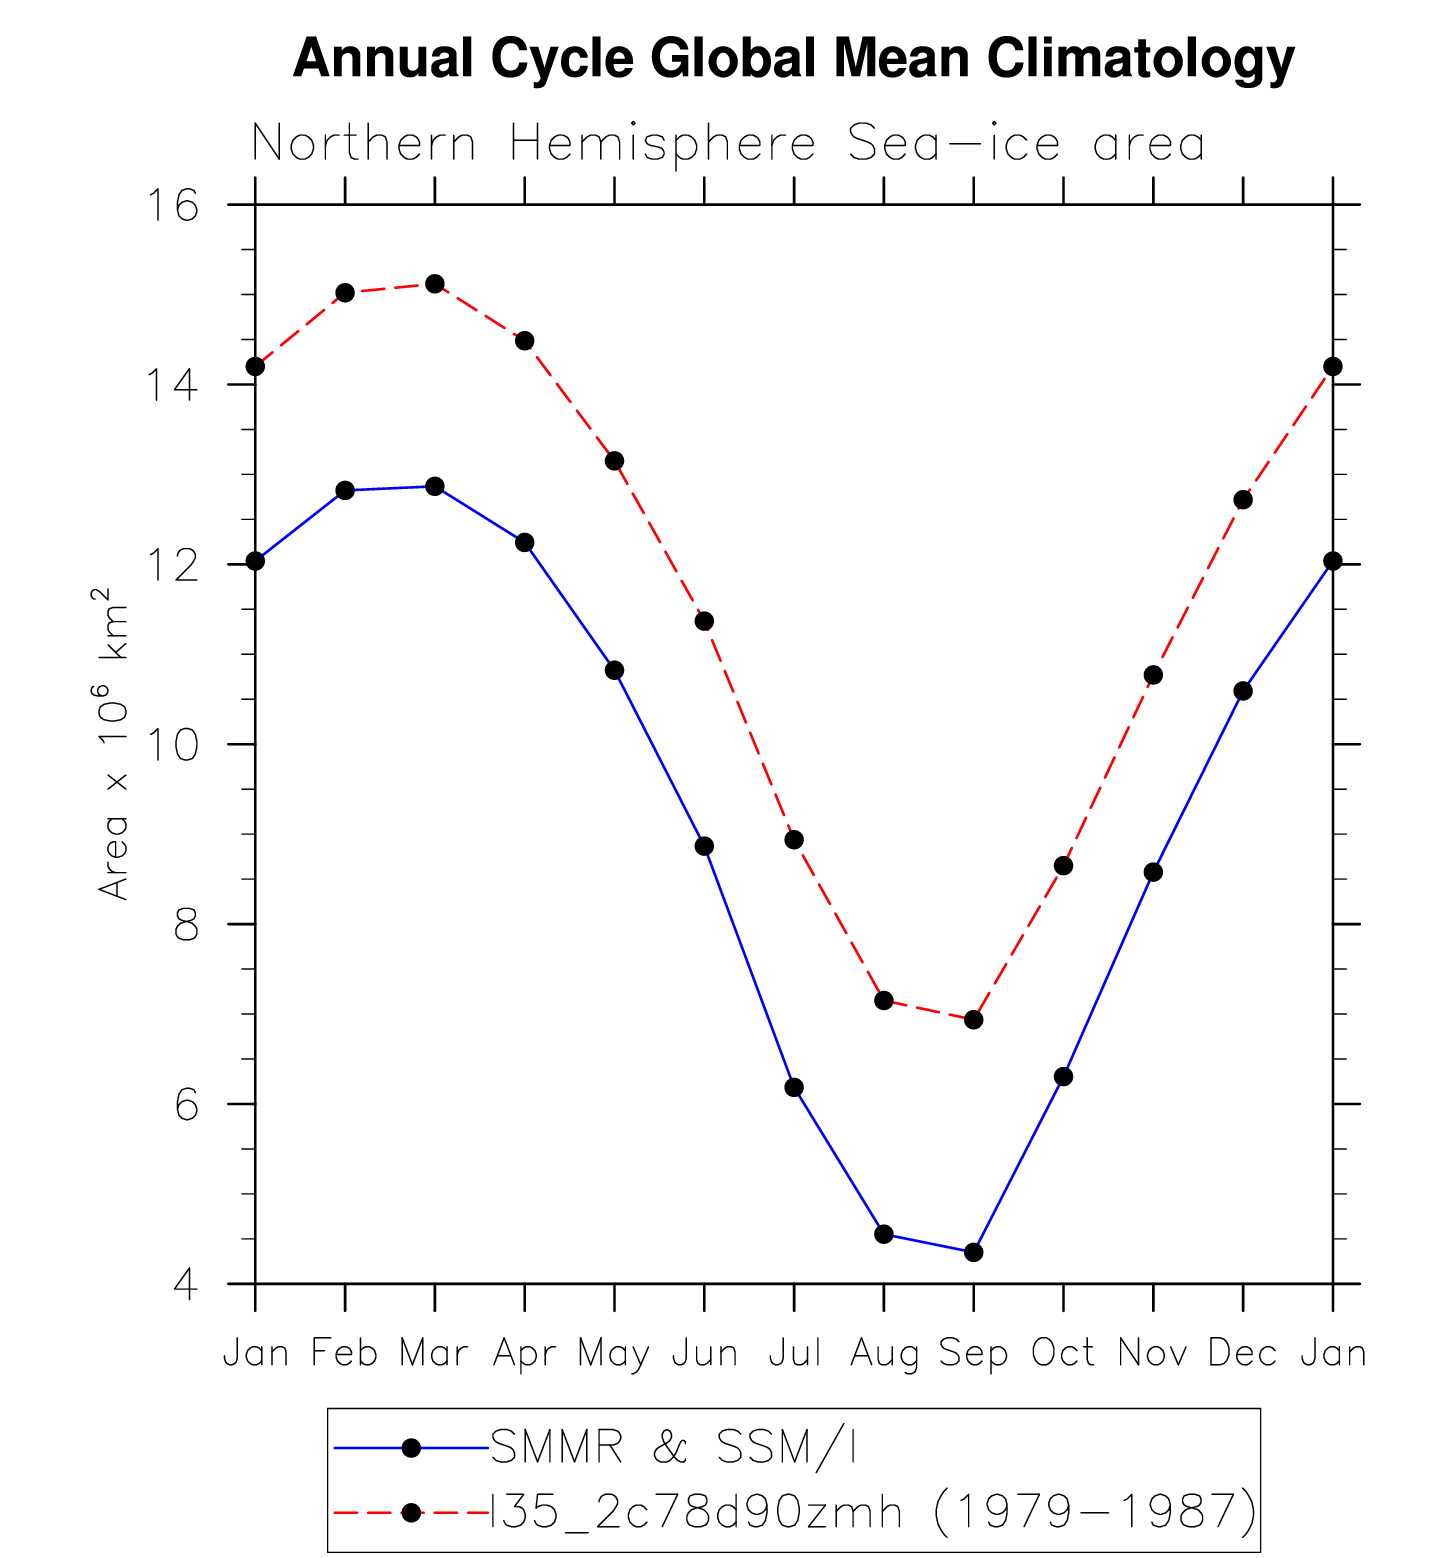 Annual Cycle Global Mean Climatology
Northern Hemisphere Sea-ice area
16
14
12
10
8
6
4
Area x 10⁶ km²
Jan Feb Mar Apr May Jun Jul Aug Sep Oct Nov Dec Jan
SMMR & SSM/I
I35_2c78d90zmh (1979-1987)